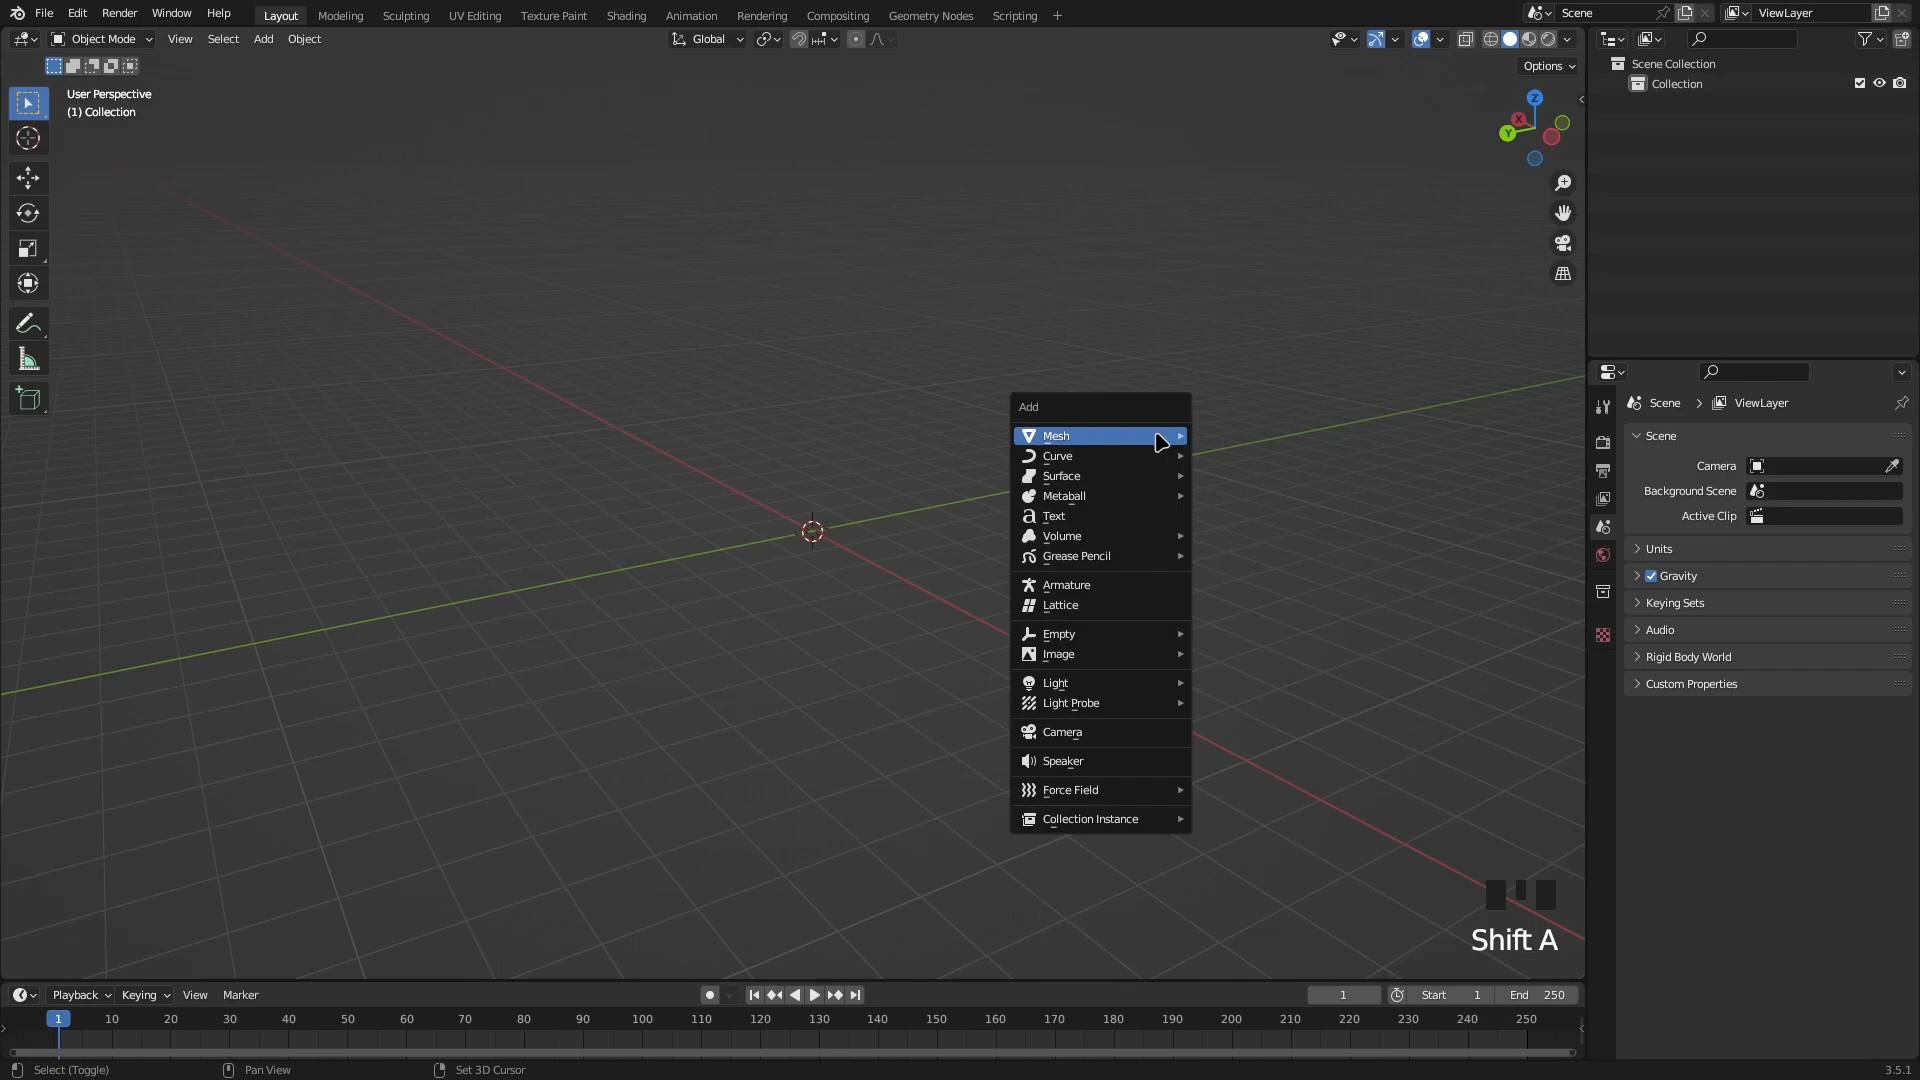 File Edit Render Window Help Layout Modeling Sculpting UV Editing Texture Paint Shading Animation Rendering Compositing Geometry Nodes Scripting + Scene ViewLayer
Object Mode View Select Add Object Global
Options
User Perspective
(1) Collection
Z
X
Y
Scene Collection
Collection
Scene > ViewLayer
Scene
Camera
Background Scene
Active Clip
Units
Gravity
Keying Sets
Audio
Rigid Body World
Custom Properties
Add
Mesh
Curve
Surface
Metaball
Text
Volume
Grease Pencil
Armature
Lattice
Empty
Image
Light
Light Probe
Camera
Speaker
Force Field
Collection Instance
Shift A
Playback Keying View Marker 1 Start 1 End 250
1 10 20 30 40 50 60 70 80 90 100 110 120 130 140 150 160 170 180 190 200 210 220 230 240 250
Select (Toggle) Pan View Set 3D Cursor 3.5.1